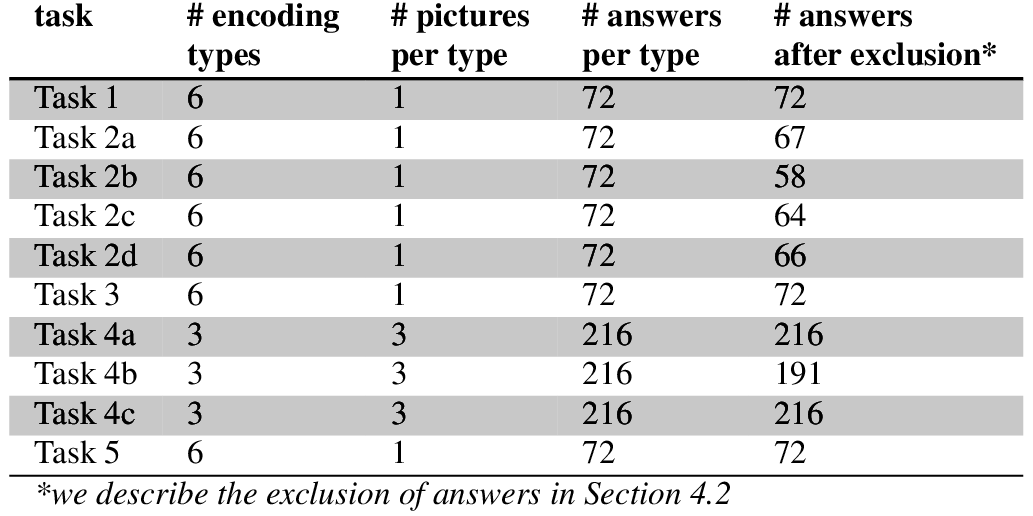 task # encoding # pictures # answers # answers
types per type per type after exclusion*
Task 1 6 1 72 72
Task 2a 6 1 72 67
Task 2b 6 1 72 58
Task 2c 6 1 72 64
Task 2d 6 1 72 66
Task 3 6 1 72 72
Task 4a 3 3 216 216
Task 4b 3 3 216 191
Task 4c 3 3 216 216
Task 5 6 1 72 72
*we describe the exclusion of answers in Section 4.2